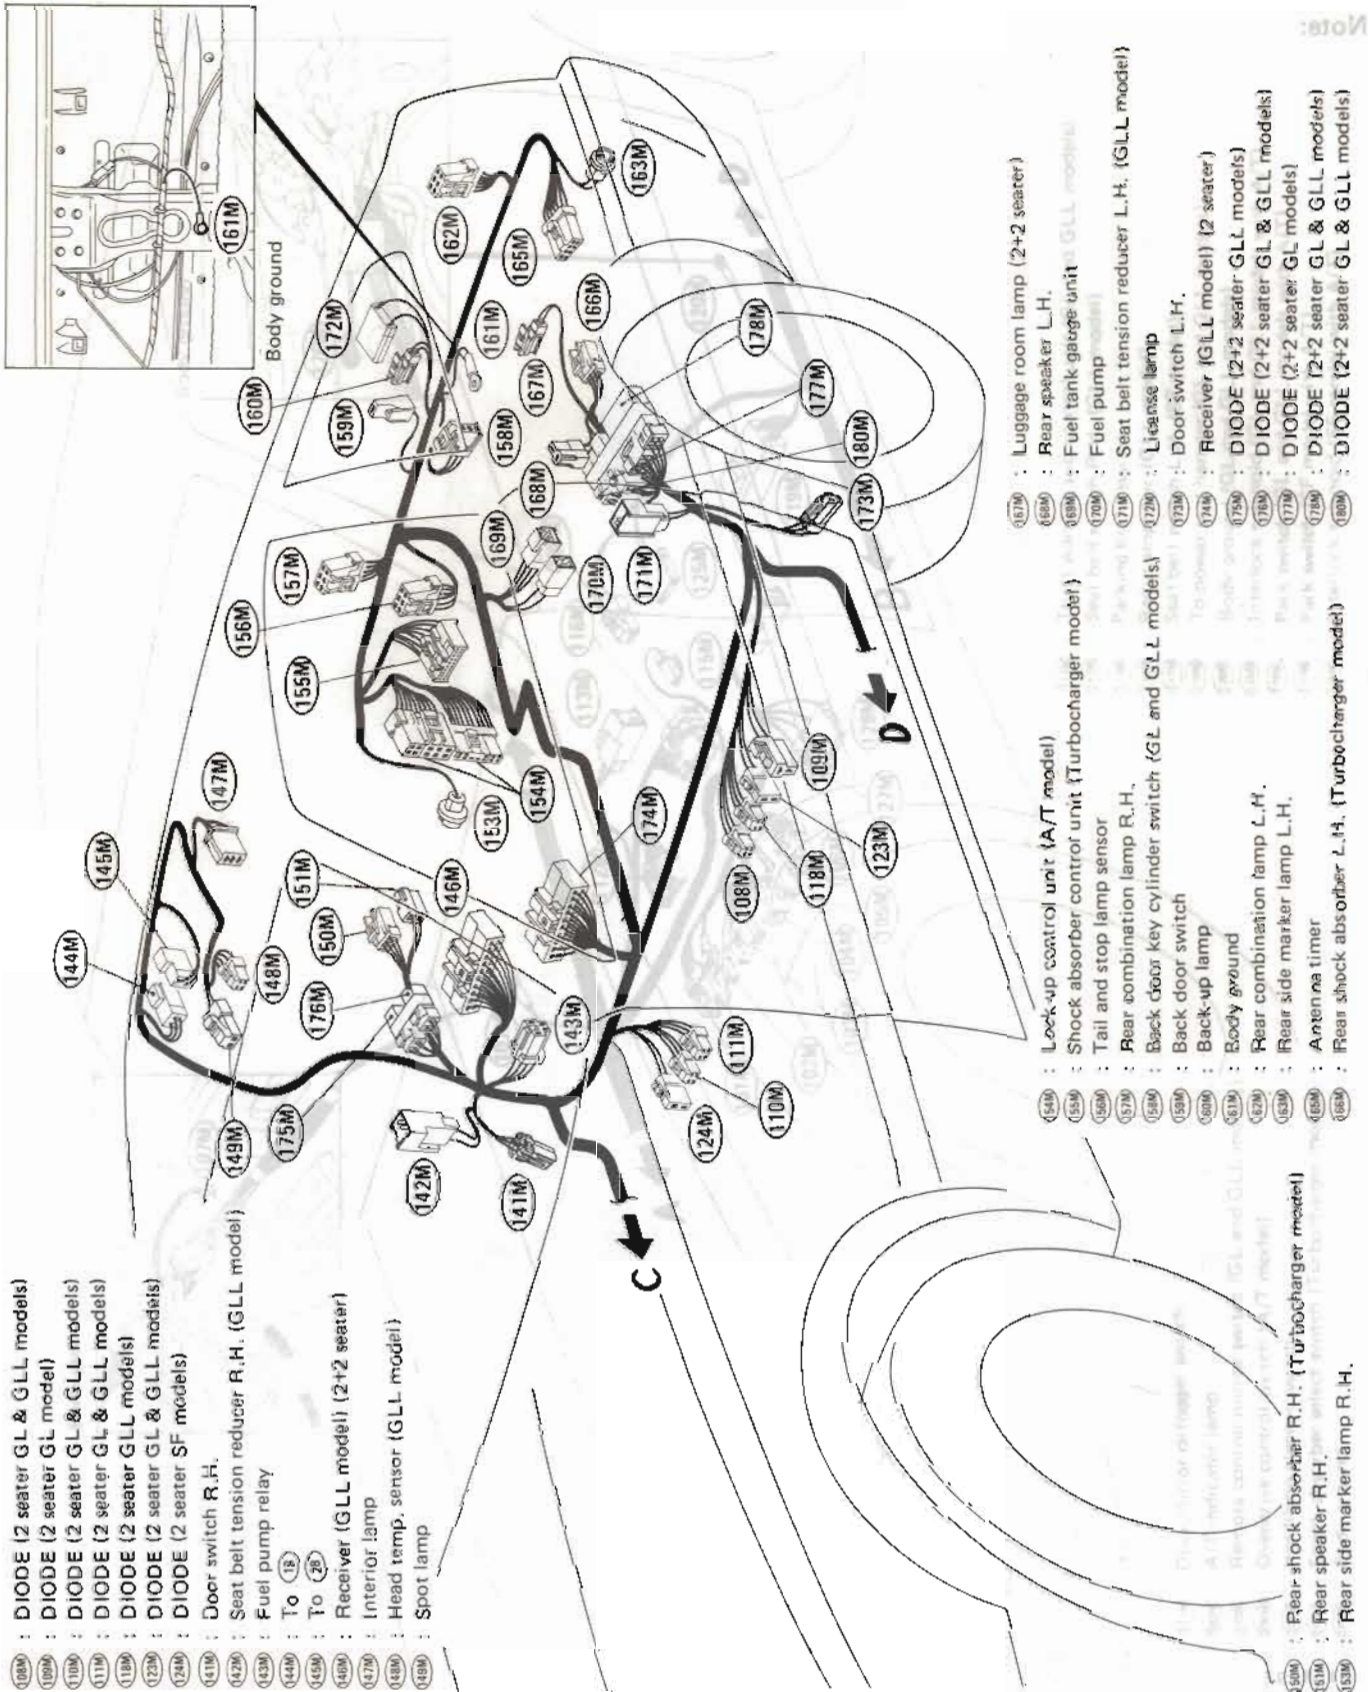 108M : DIODE (2 seater GL & GLL models)
109M : DIODE (2 seater GL model)
110M : DIODE (2 seater GL & GLL models)
111M : DIODE (2 seater GL & GLL models)
118M : DIODE (2 seater GLL models)
123M : DIODE (2 seater GL & GLL models)
124M : DIODE (2 seater SF models)
141M : Door switch R.H.
142M : Seat belt tension reducer R.H. (GLL model)
143M : Fuel pump relay
144M : To 1B
145M : To 2B
146M : Receiver (GLL model) (2+2 seater)
147M : Interior lamp
148M : Head temp. sensor (GLL model)
149M : Spot lamp
150M : Rear shock absorber R.H. (Turbocharger model)
151M : Rear speaker R.H.
153M : Rear side marker lamp R.H.
154M : Lock-up control unit (A/T model)
155M : Shock absorber control unit (Turbocharger model)
156M : Tail and stop lamp sensor
157M : Rear combination lamp R.H.
158M : Back door key cylinder switch (GL and GLL models)
159M : Back door switch
160M : Back-up lamp
161M : Body ground
162M : Rear combination lamp L.H.
163M : Rear side marker lamp L.H.
165M : Antenna timer
166M : Rear shock absorber L.H. (Turbocharger model)
167M : Luggage room lamp (2+2 seater)
168M : Rear speaker L.H.
169M : Fuel tank gauge unit
170M : Fuel pump
171M : Seat belt tension reducer L.H. (GLL model)
172M : License lamp
173M : Door switch L.H.
174M : Receiver (GLL model) (2 seater)
175M : DIODE (2+2 seater GLL models)
176M : DIODE (2+2 seater GL & GLL models)
177M : DIODE (2+2 seater GL models)
178M : DIODE (2+2 seater GL & GLL models)
180M : DIODE (2+2 seater GL & GLL models)
Body ground
161M
144M
145M
147M
148M
149M
175M
176M
150M
151M
146M
142M
141M
143M
C
124M
110M
111M
153M
154M
155M
156M
157M
174M
108M
118M
123M
109M
D
159M
160M
172M
161M
158M
162M
165M
163M
167M
166M
168M
169M
170M
171M
178M
177M
180M
173M
Note: